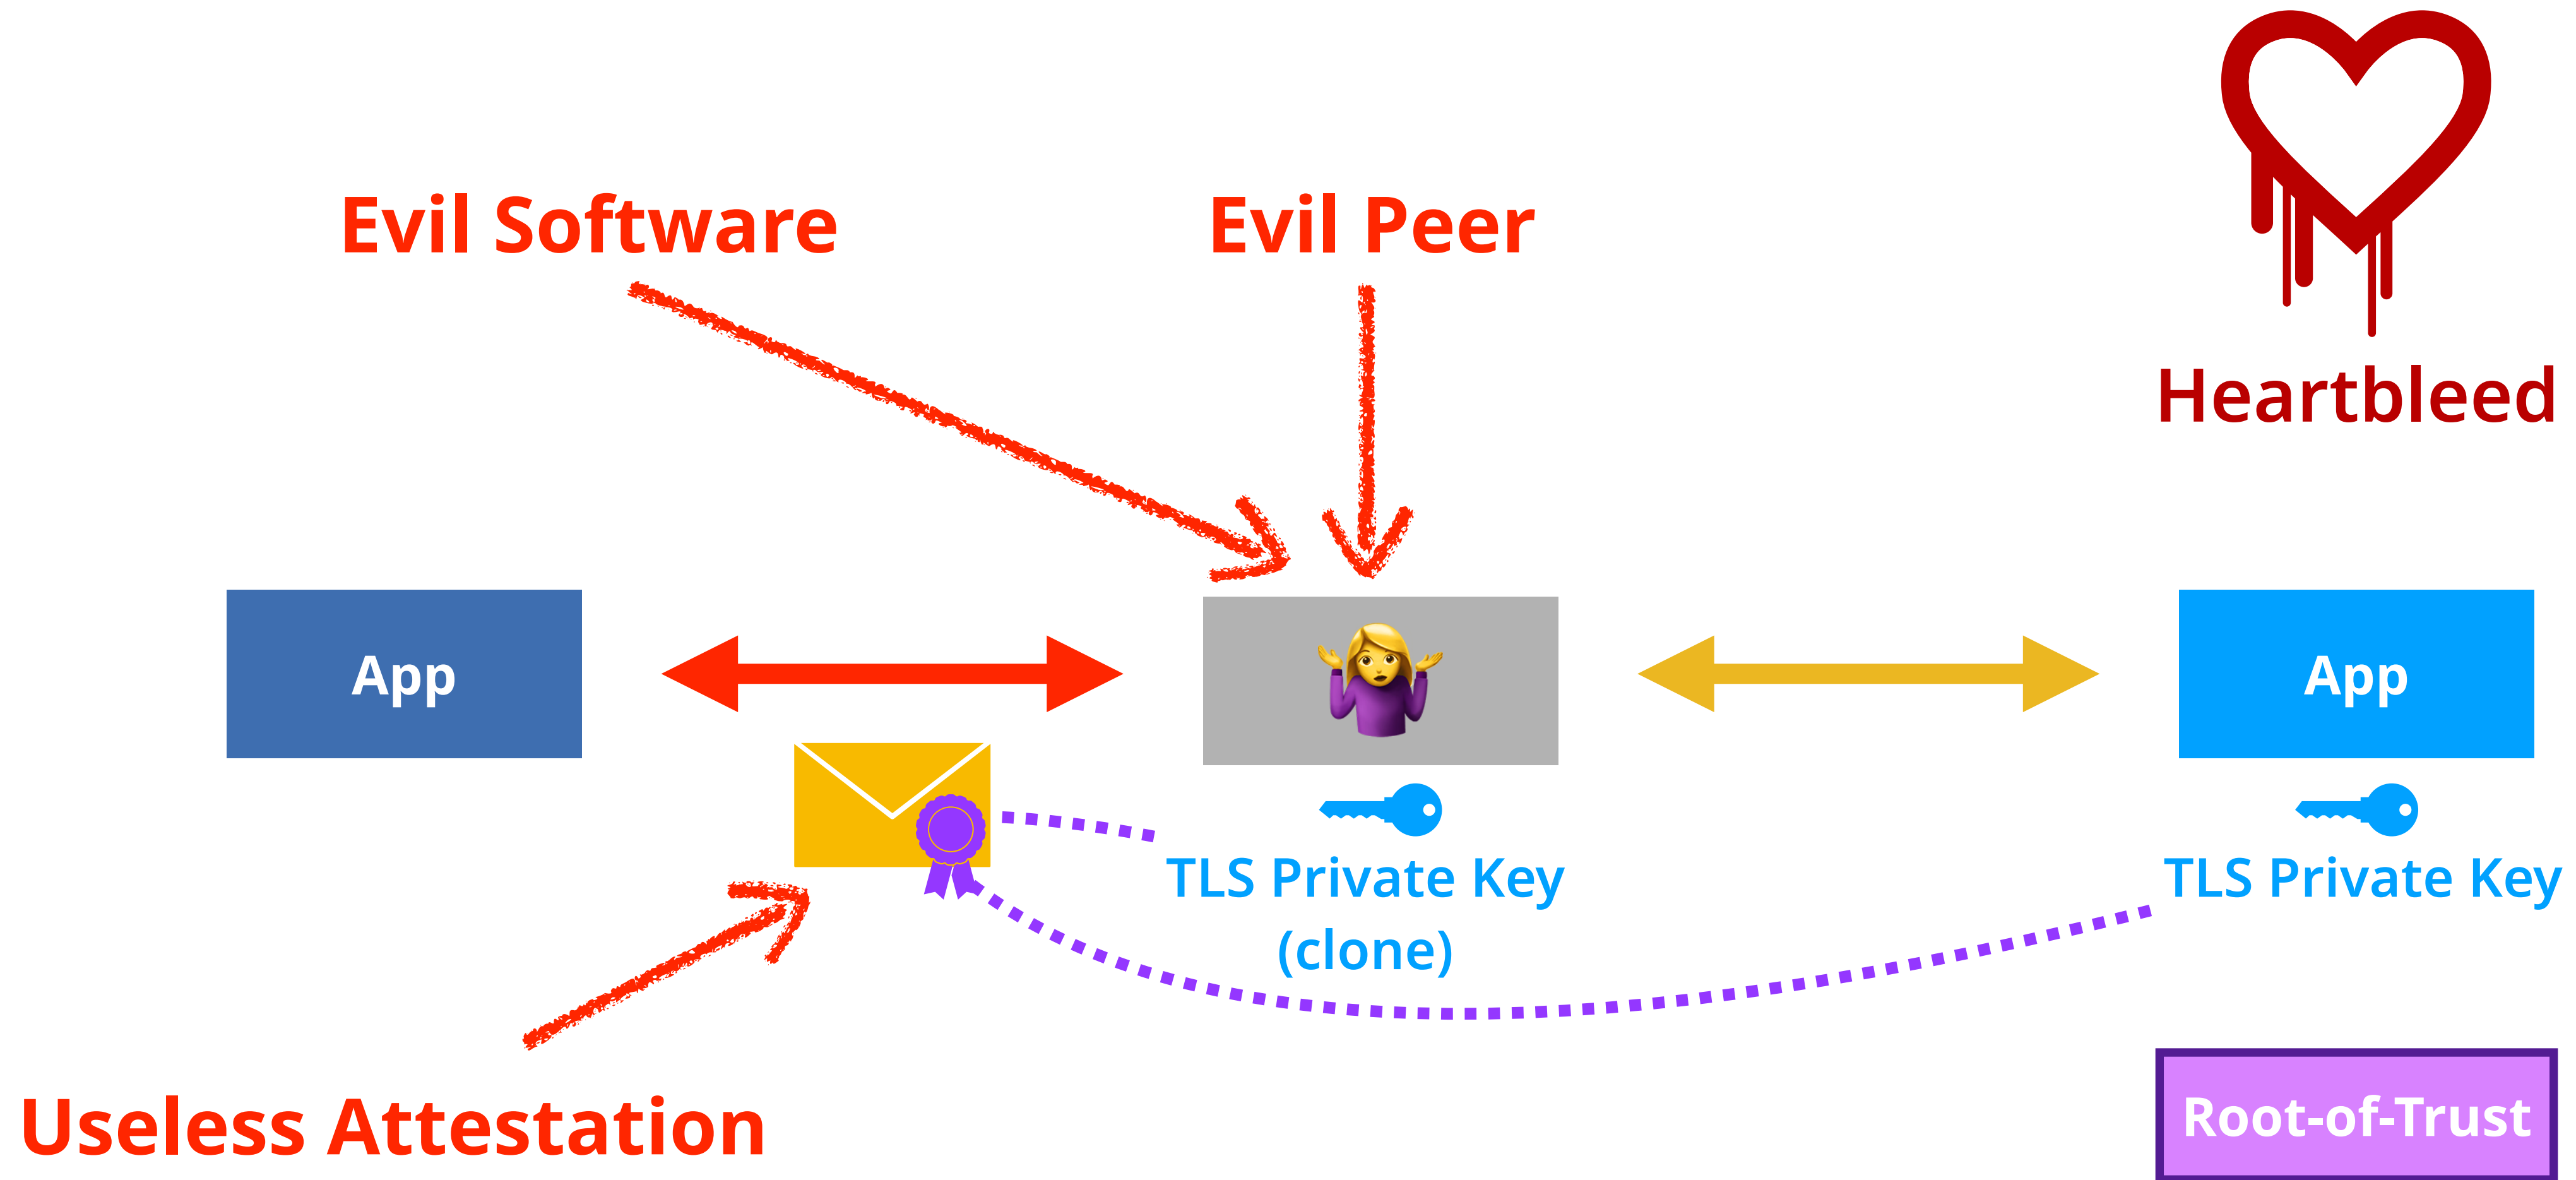 Evil Software
Evil Peer
Heartbleed
App
App
TLS Private Key
(clone)
TLS Private Key
Useless Attestation
Root-of-Trust